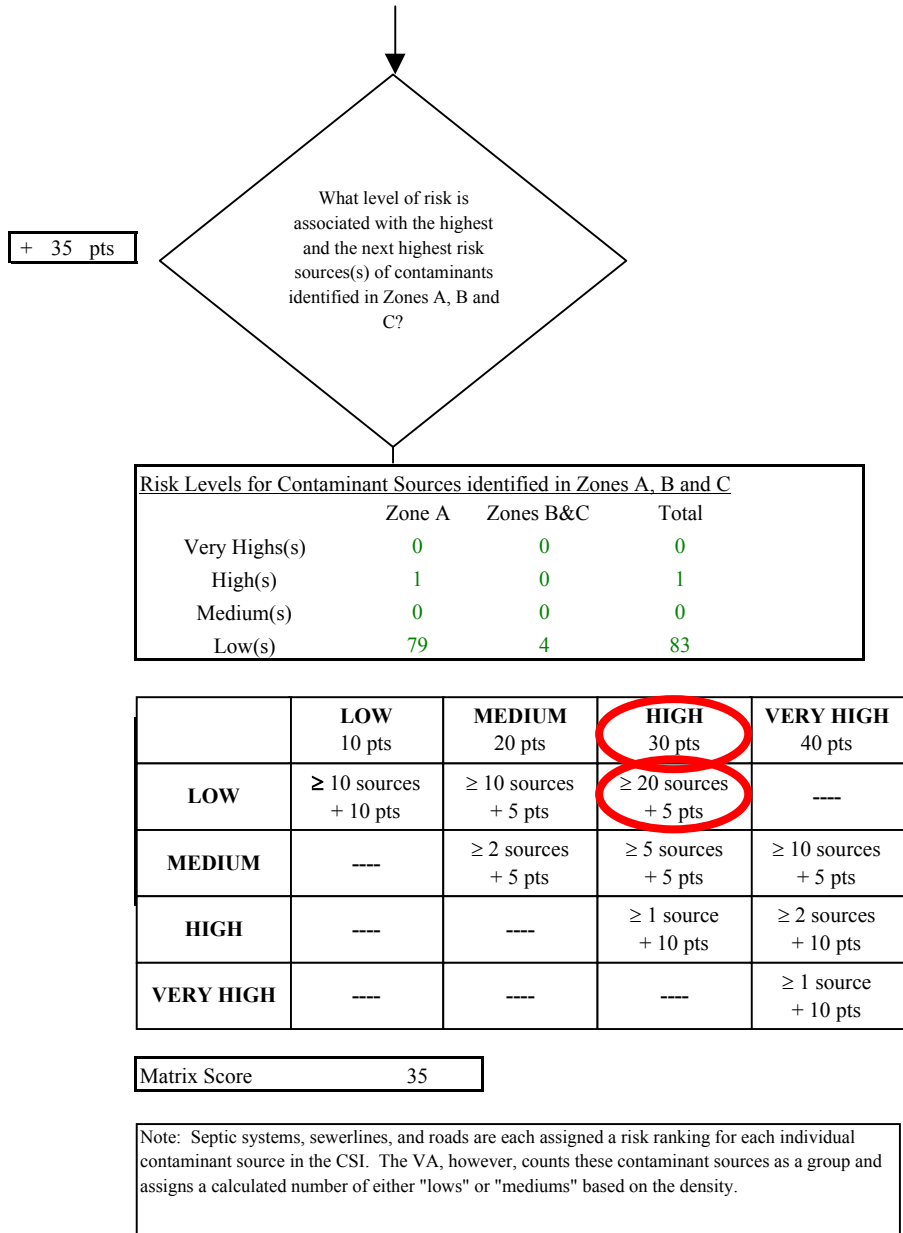 What level of risk is
associated with the highest
and the next highest risk
sources(s) of contaminants
identified in Zones A, B and
C?
+ 35 pts
Risk Levels for Contaminant Sources identified in Zones A, B and C
Zone A Zones B&C Total
Very Highs(s) 0 0 0
High(s) 1 0 1
Medium(s) 0 0 0
Low(s) 79 4 83
LOW MEDIUM HIGH VERY HIGH
10 pts 20 pts 30 pts 40 pts
LOW ≥ 10 sources ≥ 10 sources ≥ 20 sources ----
+ 10 pts + 5 pts + 5 pts
MEDIUM ---- ≥ 2 sources ≥ 5 sources ≥ 10 sources
+ 5 pts + 5 pts + 5 pts
HIGH ---- ---- ≥ 1 source ≥ 2 sources
+ 10 pts + 10 pts
VERY HIGH ---- ---- ---- ≥ 1 source
+ 10 pts
Matrix Score 35
Note: Septic systems, sewerlines, and roads are each assigned a risk ranking for each individual
contaminant source in the CSI. The VA, however, counts these contaminant sources as a group and
assigns a calculated number of either "lows" or "mediums" based on the density.